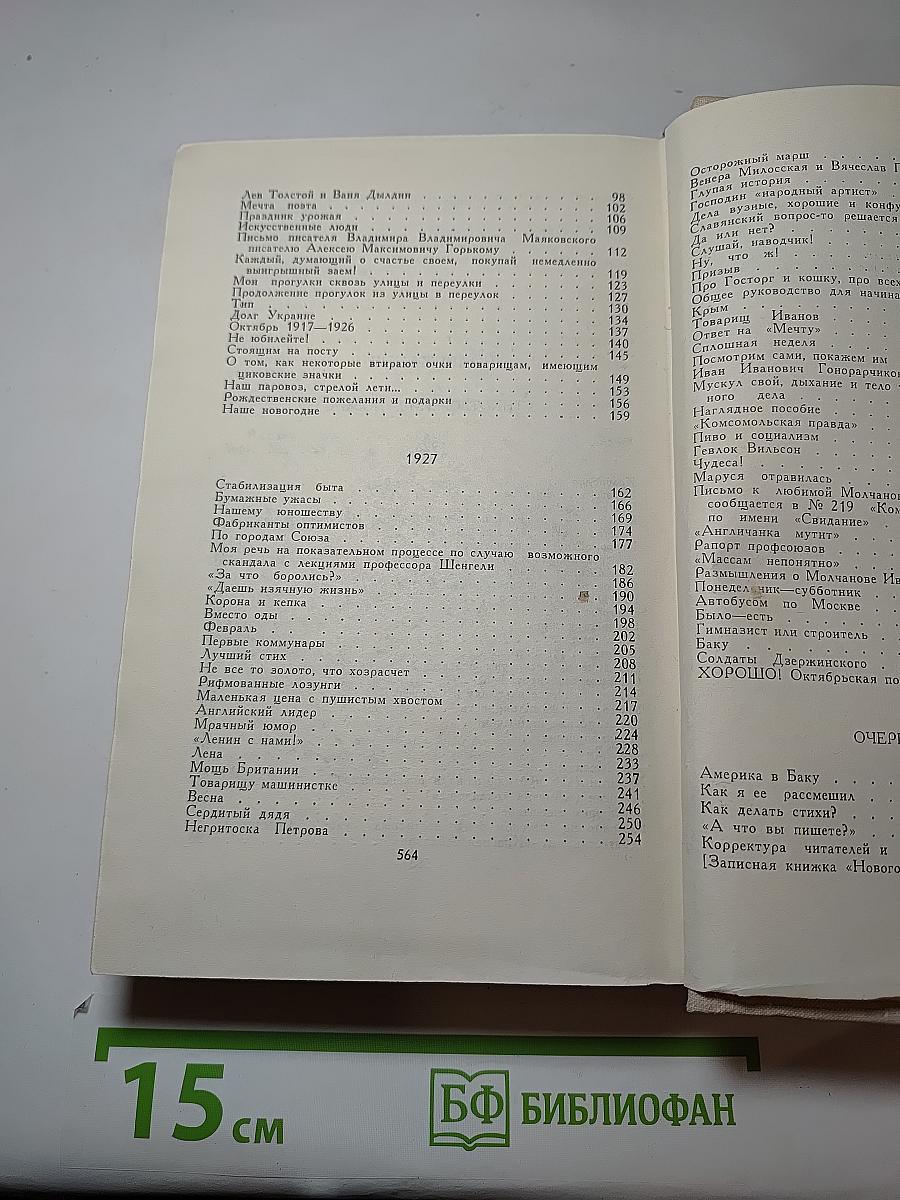 Лев Толстой и Ваня Дылдин . . . 98
Мечта поэта . . . 102
Праздник урожая . . . 106
Искусственные люди . . . 109
Письмо писателя Владимира Владимировича Маяковского
писателю Алексею Максимовичу Горькому . . . 112
Каждый, думающий о счастье своем, покупай немедленно
выигрышный заем! . . . 119
Мои прогулки сквозь улицы и переулки . . . 123
Продолжение прогулок из улицы в переулок . . . 127
Тип . . . 130
Долг Украине . . . 134
Октябрь 1917—1926 . . . 137
Не юбилейте! . . . 140
Стоящим на посту . . . 145
О том, как некоторые втирают очки товарищам, имеющим
циковские значки . . . 149
Наш паровоз, стрелой лети... . . . 153
Рождественские пожелания и подарки . . . 156
Наше новогодие . . . 159
1927
Стабилизация быта . . . 162
Бумажные ужасы . . . 166
Нашему юношеству . . . 169
Фабриканты оптимистов . . . 174
По городам Союза . . . 177
Моя речь на показательном процессе по случаю возможного
скандала с лекциями профессора Шенгели . . . 182
«За что боролись?» . . . 186
«Даешь изячную жизнь» . . . 190
Корона и кепка . . . 194
Вместо оды . . . 198
Февраль . . . 202
Первые коммунары . . . 205
Лучший стих . . . 208
Не все то золото, что хозрасчет . . . 211
Рифмованные лозунги . . . 214
Маленькая цена с пушистым хвостом . . . 217
Английский лидер . . . 220
Мрачный юмор . . . 224
«Ленин с нами!» . . . 228
Лена . . . 233
Мощь Британии . . . 237
Товарищу машинистке . . . 241
Весна . . . 246
Сердитый дядя . . . 250
Негритоска Петрова . . . 254
564
Осторожный марш . . .
Венера Милосская и Вячеслав
Глупая история . . .
Господин «народный артист» . . .
Дела вузные, хорошие и
Славянский вопрос-то решается
Да или нет? . . .
Слушай, наводчик! . . .
Ну, что ж! . . .
Призыв . . .
Про Госторг и кошку, про всех
Общее руководство для
Крым . . .
Товарищ Иванов . . .
Ответ на «Мечту» . . .
Сплошная неделя . . .
Посмотрим сами, покажем им
Иван Иванович
Мускул свой, дыхание и тело
ного дела . . .
Наглядное пособие . . .
«Комсомольская правда» . . .
Пиво и социализм . . .
Гевлок Вильсон . . .
Чудеса! . . .
Маруся отравилась . . .
Письмо к любимой
сообщается в № 219
по имени «Свидание» . . .
«Англичанка мутит» . . .
Рапорт профсоюзов . . .
«Массам непонятно» . . .
Размышления о Молчанове
Понедельник—субботник . . .
Автобусом по Москве . . .
Было—есть . . .
Гимназист или строитель . . .
Баку . . .
Солдаты Дзержинского . . .
ХОРОШО! Октябрьская
Америка в Баку . . .
Как я ее рассмешил . . .
Как делать стихи? . . .
«А что вы пишете?» . . .
Корректура читателей и
[Записная книжка
15 см
БФ БИБЛИОФАН